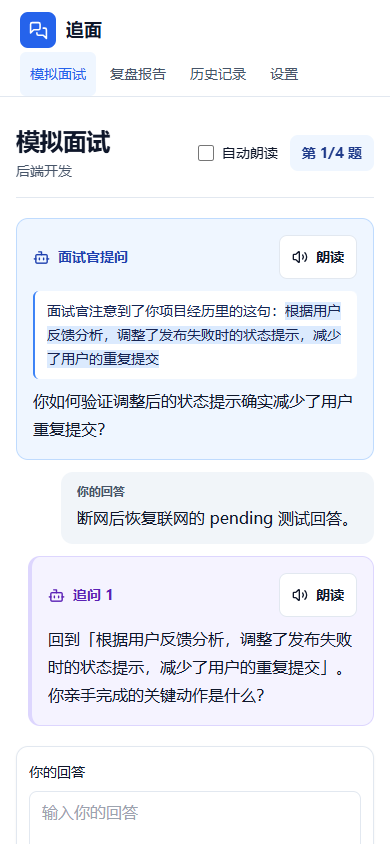 追面
模拟面试 复盘报告 历史记录 设置
模拟面试
后端开发
自动朗读
第 1/4 题
面试官提问
朗读
面试官注意到了你项目经历里的这句：根据用户
反馈分析，调整了发布失败时的状态提示，减少
了用户的重复提交
你如何验证调整后的状态提示确实减少了用户
重复提交？
你的回答
断网后恢复联网的 pending 测试回答。
追问 1
朗读
回到「根据用户反馈分析，调整了发布失败
时的状态提示，减少了用户的重复提交」。
你亲手完成的关键动作是什么？
你的回答
输入你的回答